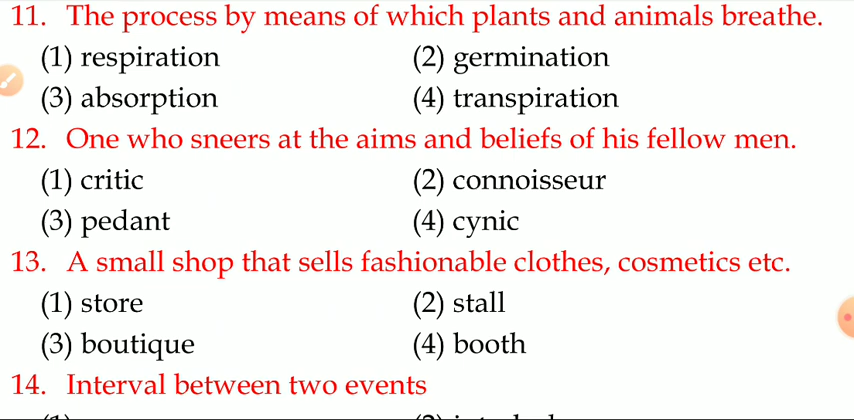 11. The process by means of which plants and animals breathe.
(1) respiration (2) germination
(3) absorption (4) transpiration
12. One who sneers at the aims and beliefs of his fellow men.
(1) critic (2) connoisseur
(3) pedant (4) cynic
13. A small shop that sells fashionable clothes, cosmetics etc.
(1) store (2) stall
(3) boutique (4) booth
14. Interval between two events